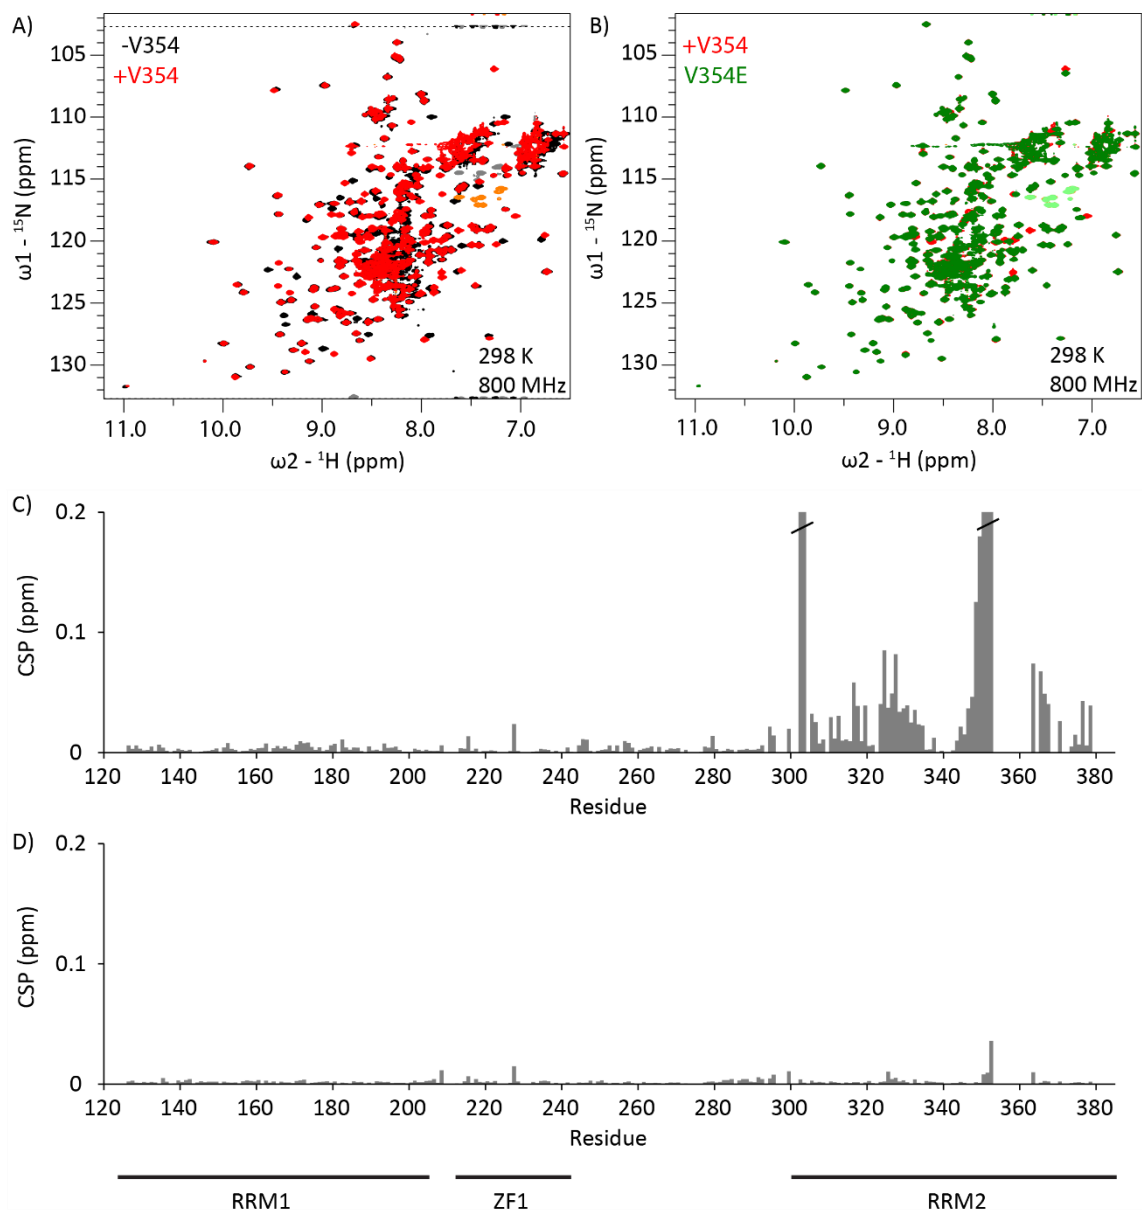 A)
-V354
+V354
105
110
115
120
125
130
ω1 - ¹⁵N (ppm)
298 K
800 MHz
11.0 10.0 9.0 8.0 7.0
ω2 - ¹H (ppm)
B)
+V354
V354E
105
110
115
120
125
130
ω1 - ¹⁵N (ppm)
298 K
800 MHz
11.0 10.0 9.0 8.0 7.0
ω2 - ¹H (ppm)
C)
0.2
0.1
0
CSP (ppm)
120 140 160 180 200 220 240 260 280 300 320 340 360 380
Residue
D)
0.2
0.1
0
CSP (ppm)
120 140 160 180 200 220 240 260 280 300 320 340 360 380
Residue
RRM1 ZF1 RRM2